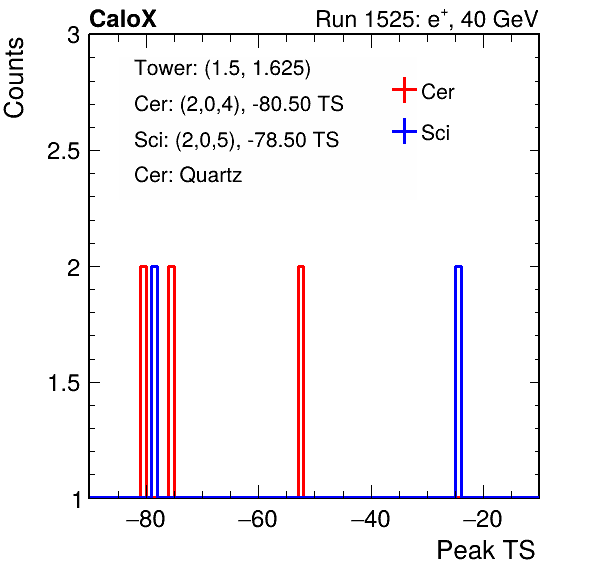 CaloX Run 1525: e⁺, 40 GeV
Counts
3
2.5
2
1.5
1
Tower: (1.5, 1.625)
Cer: (2,0,4), -80.50 TS
Sci: (2,0,5), -78.50 TS
Cer: Quartz
Cer
Sci
−80 −60 −40 −20
Peak TS